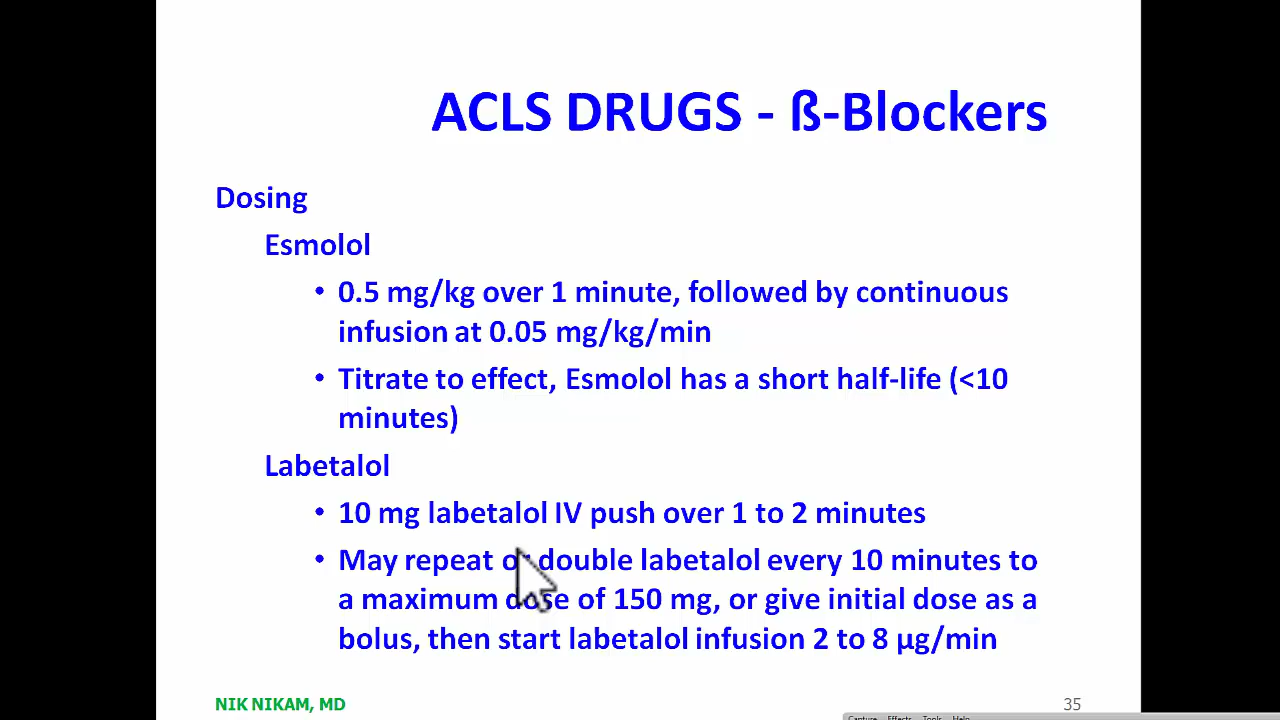 ACLS DRUGS - ß-Blockers
Dosing
Esmolol
• 0.5 mg/kg over 1 minute, followed by continuous
infusion at 0.05 mg/kg/min
• Titrate to effect, Esmolol has a short half-life (<10
minutes)
Labetalol
• 10 mg labetalol IV push over 1 to 2 minutes
• May repeat or double labetalol every 10 minutes to
a maximum dose of 150 mg, or give initial dose as a
bolus, then start labetalol infusion 2 to 8 µg/min
NIK NIKAM, MD 35
Capture Effects Tools Help